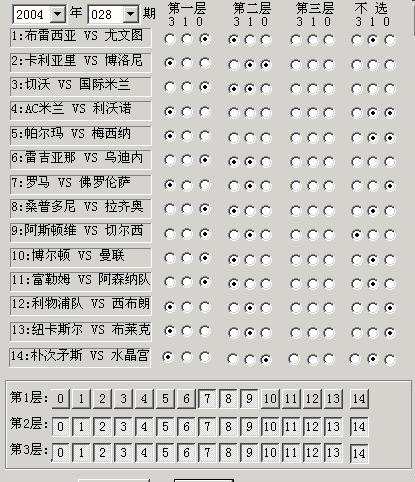 2004 年 028 期 第一层 第二层 第三层 不 选
3 1 0 3 1 0 3 1 0 3 1 0
1:布雷西亚 VS 尤文图
2:卡利亚里 VS 博洛尼
3:切沃 VS 国际米兰
4:AC米兰 VS 利沃诺
5:帕尔玛 VS 梅西纳
6:雷吉亚那 VS 乌迪内
7:罗马 VS 佛罗伦萨
8:桑普多尼 VS 拉齐奥
9:阿斯顿维 VS 切尔西
10:博尔顿 VS 曼联
11:富勒姆 VS 阿森纳队
12:利物浦队 VS 西布朗
13:纽卡斯尔 VS 布莱克
14:朴次茅斯 VS 水晶宫
第1层: 0 1 2 3 4 5 6 7 8 9 10 11 12 13 14
第2层: 0 1 2 3 4 5 6 7 8 9 10 11 12 13 14
第3层: 0 1 2 3 4 5 6 7 8 9 10 11 12 13 14